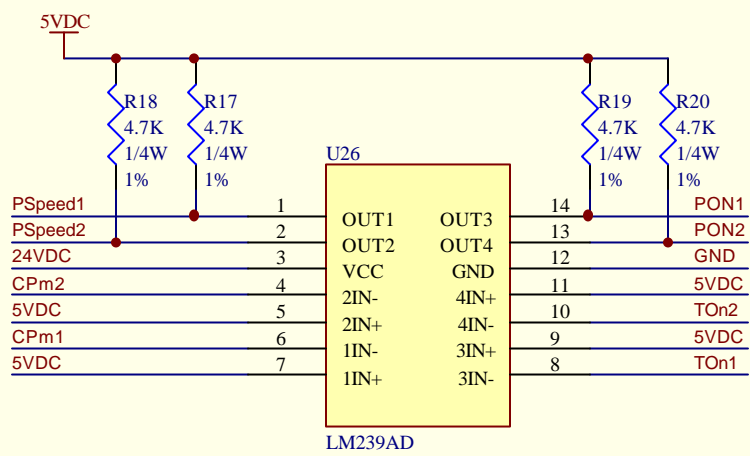 5VDC
R18
4.7K
1/4W
1%
R17
4.7K
1/4W
1%
R19
4.7K
1/4W
1%
R20
4.7K
1/4W
1%
U26
PSpeed1 1 OUT1 OUT3 14 PON1
PSpeed2 2 OUT2 OUT4 13 PON2
24VDC 3 VCC GND 12 GND
CPm2 4 2IN- 4IN+ 11 5VDC
5VDC 5 2IN+ 4IN- 10 TOn2
CPm1 6 1IN- 3IN+ 9 5VDC
5VDC 7 1IN+ 3IN- 8 TOn1
LM239AD